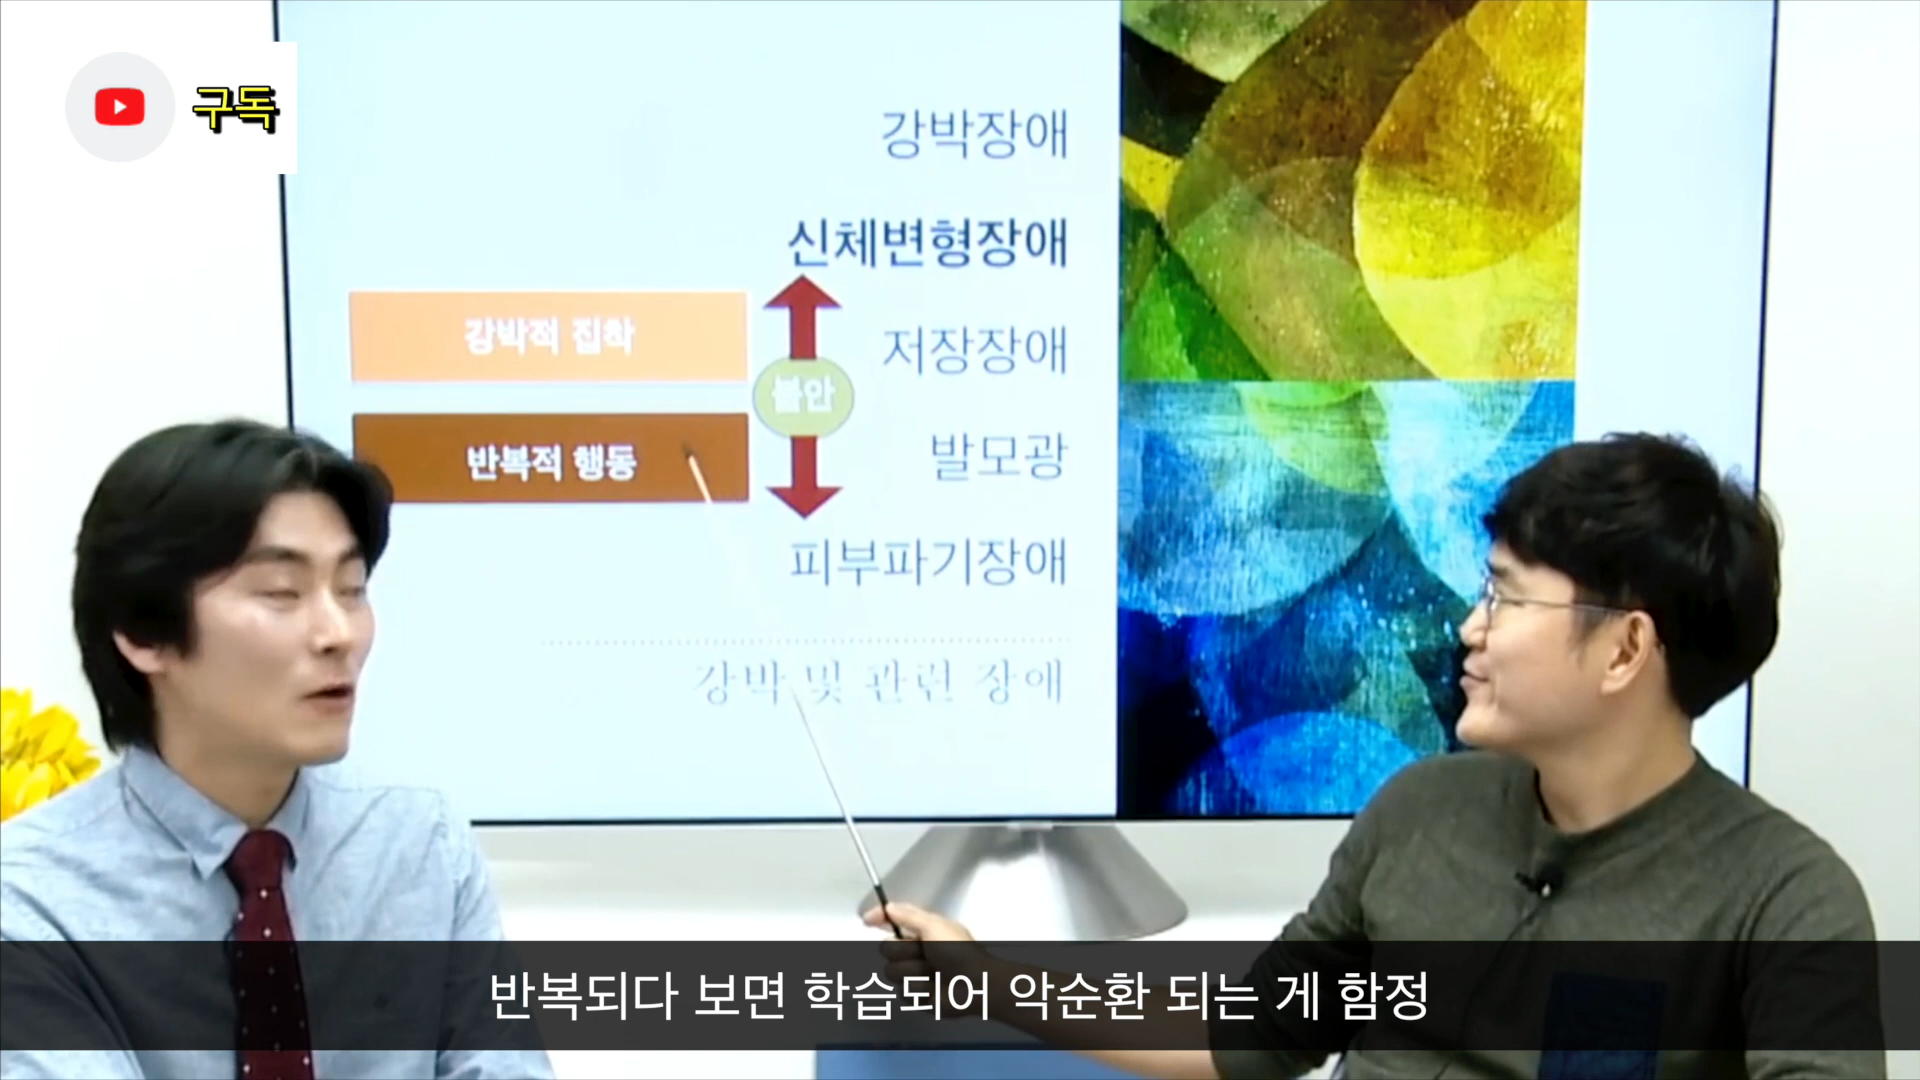 구독
강박장애
신체변형장애
강박적 집착
저장장애
불안
발모광
반복적 행동
피부파기장애
강박 및 관련 장애
반복되다 보면 학습되어 악순환 되는 게 함정